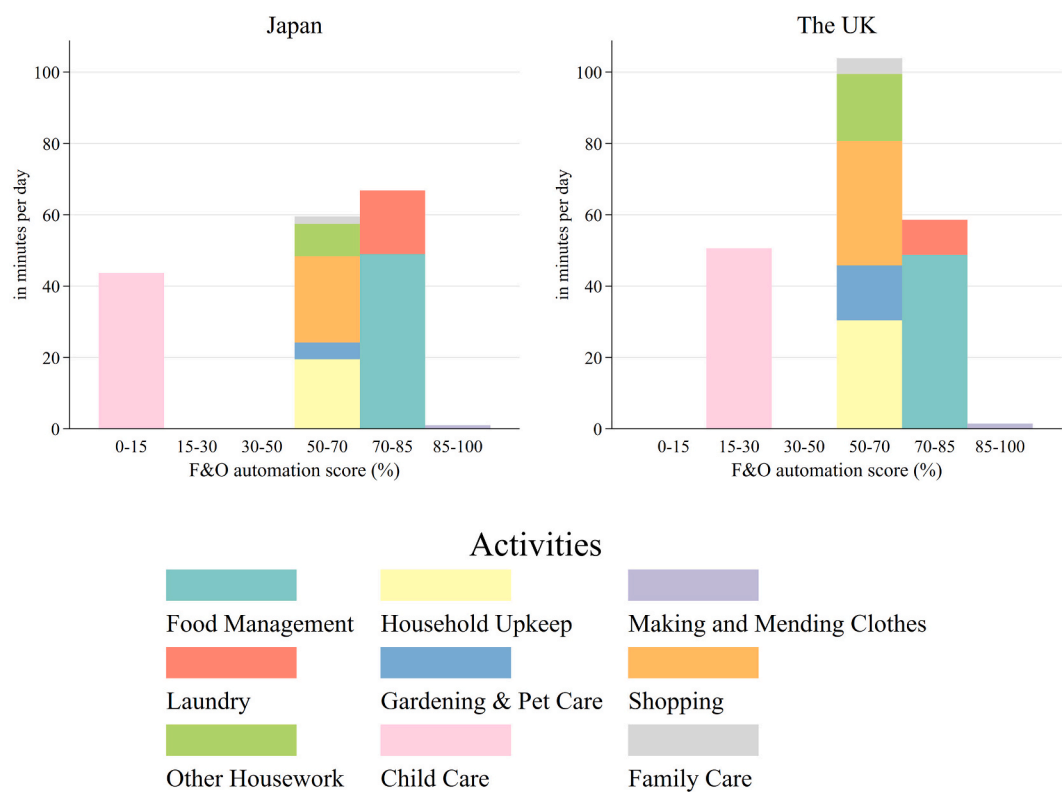 Japan
The UK
in minutes per day
100
80
60
40
20
0
0-15 15-30 30-50 50-70 70-85 85-100
F&O automation score (%)
in minutes per day
100
80
60
40
20
0
0-15 15-30 30-50 50-70 70-85 85-100
F&O automation score (%)
Activities
Food Management Household Upkeep Making and Mending Clothes
Laundry Gardening & Pet Care Shopping
Other Housework Child Care Family Care